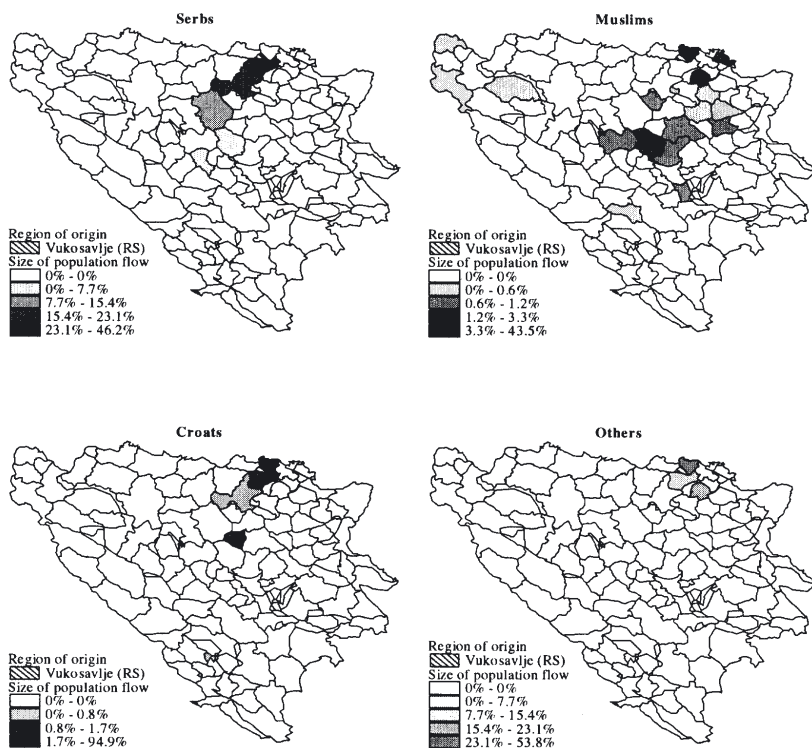 Serbs
Region of origin
Vukosavlje (RS)
Size of population flow
0% - 0%
0% - 7.7%
7.7% - 15.4%
15.4% - 23.1%
23.1% - 46.2%
Muslims
Region of origin
Vukosavlje (RS)
Size of population flow
0% - 0%
0% - 0.6%
0.6% - 1.2%
1.2% - 3.3%
3.3% - 43.5%
Croats
Region of origin
Vukosavlje (RS)
Size of population flow
0% - 0%
0% - 0.8%
0.8% - 1.7%
1.7% - 94.9%
Others
Region of origin
Vukosavlje (RS)
Size of population flow
0% - 0%
0% - 7.7%
7.7% - 15.4%
15.4% - 23.1%
23.1% - 53.8%